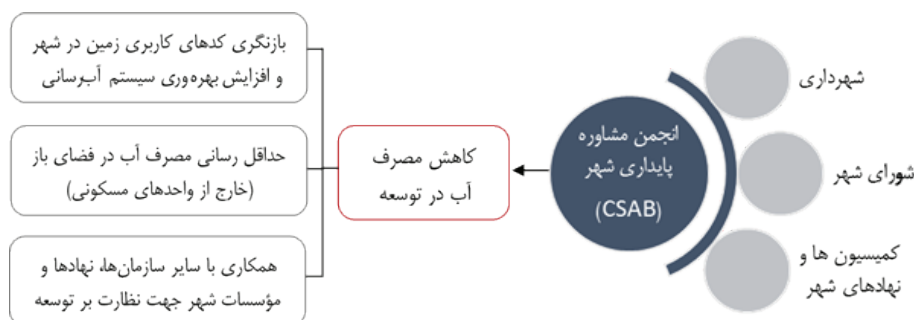 شهرداری
شورای شهر
کمیسیون ها و
نهادهای شهر
انجمن مشاوره
پایداری شهر
(CSAB)
کاهش مصرف
آب در توسعه
بازنگری کدهای کاربری زمین در شهر
و افزایش بهره‌وری سیستم آب‌رسانی
حداقل رسانی مصرف آب در فضای باز
(خارج از واحدهای مسکونی)
همکاری با سایر سازمان‌ها، نهادها و
مؤسسات شهر جهت نظارت بر توسعه